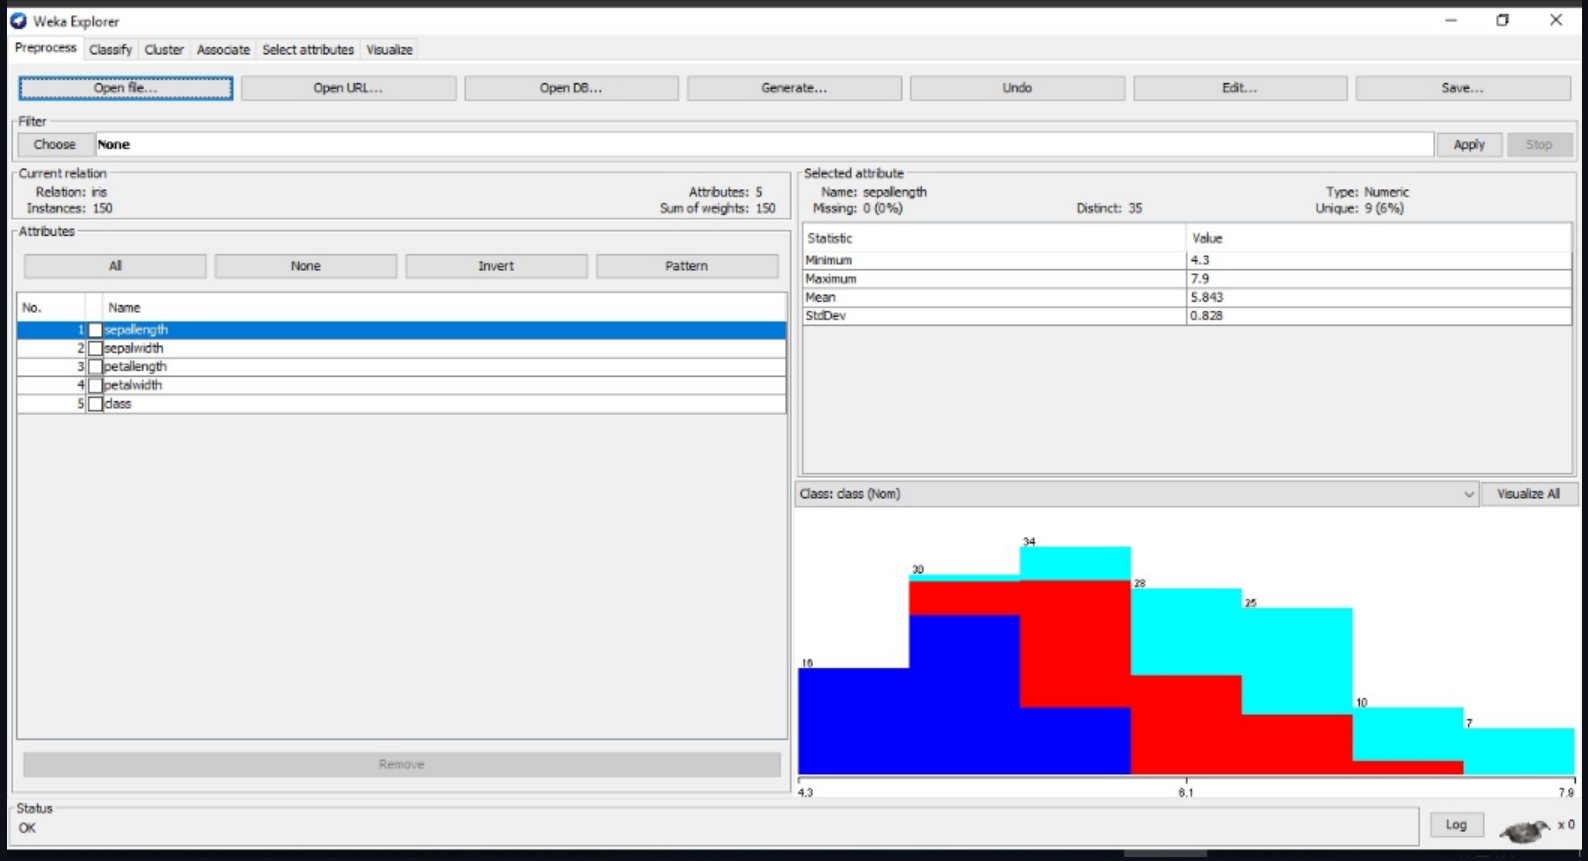 Weka Explorer
Preprocess Classify Cluster Associate Select attributes Visualize
Open file... Open URL... Open DB... Generate... Undo Edit... Save...
Filter
Choose None Apply Stop
Current relation
Relation: iris Attributes: 5
Instances: 150 Sum of weights: 150
Attributes
All None Invert Pattern
No. Name
1 sepallength
2 sepalwidth
3 petallength
4 petalwidth
5 class
Remove
Selected attribute
Name: sepallength Type: Numeric
Missing: 0 (0%) Distinct: 35 Unique: 9 (6%)
Statistic Value
Minimum 4.3
Maximum 7.9
Mean 5.843
StdDev 0.828
Class: class (Nom) Visualize All
34
30
28
25
16
10
7
4.3 6.1 7.9
Status
OK
Log x 0